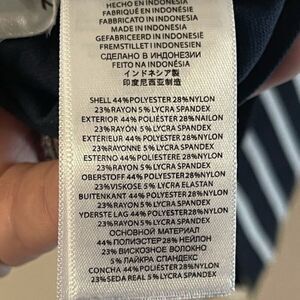 HECHO EN INDONESIA
FABRIQUÉ EN INDONÉSIE
FABBRICATO IN INDONESIA
MADE IN INDONESIA
GEFABRICEERD IN INDONESIË
FREMSTILLET I INDONESIEN
СДЕЛАНО В ИНДОНЕЗИИ
FEITO NA INDONÉSIA
インドネシア製
印度尼西亚制造
SHELL 44% POLYESTER 28% NYLON
23% RAYON 5% LYCRA SPANDEX
EXTERIOR 44% POLIÉSTER 28% NAILON
23% RAYON 5% LYCRA SPANDEX
EXTÉRIEUR 44% POLYESTER 28% NYLON
23% RAYONNE 5% LYCRA SPANDEX
ESTERNO 44% POLIESTERE 28% NYLON
23% RAYON 5% LYCRA SPANDEX
OBERSTOFF 44% POLYESTER 28% NYLON
23% VISKOSE 5% LYCRA ELASTAN
BUITENKANT 44% POLYESTER 28% NYLON
23% RAYON 5% LYCRA SPANDEX
YDERSTE LAG 44% POLYESTER 28% NYLON
23% RAYON 5% LYCRA SPANDEX
ОСНОВНОЙ МАТЕРИАЛ
44% ПОЛИЭСТЕР 28% НЕЙЛОН
23% ВИСКОЗНОЕ ВОЛОКНО
5% ЛАЙКРА СПАНДЕКС
CONCHA 44% POLIÉSTER 28% NYLON
23% SEDA REAL 5% LYCRA SPANDEX